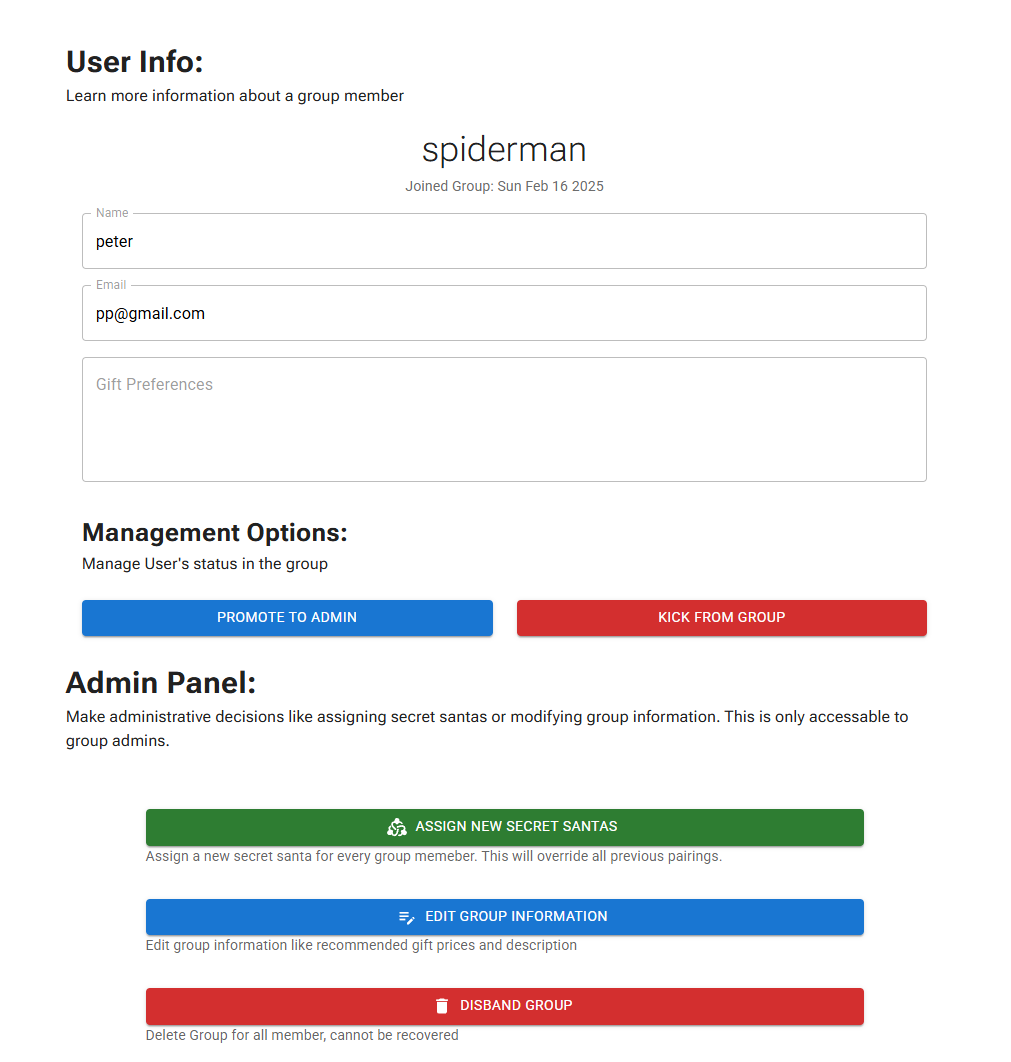 User Info:
Learn more information about a group member
spiderman
Joined Group: Sun Feb 16 2025
Name
peter
Email
pp@gmail.com
Gift Preferences
Management Options:
Manage User's status in the group
PROMOTE TO ADMIN
KICK FROM GROUP
Admin Panel:
Make administrative decisions like assigning secret santas or modifying group information. This is only accessable to
group admins.
ASSIGN NEW SECRET SANTAS
Assign a new secret santa for every group memeber. This will override all previous pairings.
EDIT GROUP INFORMATION
Edit group information like recommended gift prices and description
DISBAND GROUP
Delete Group for all member, cannot be recovered